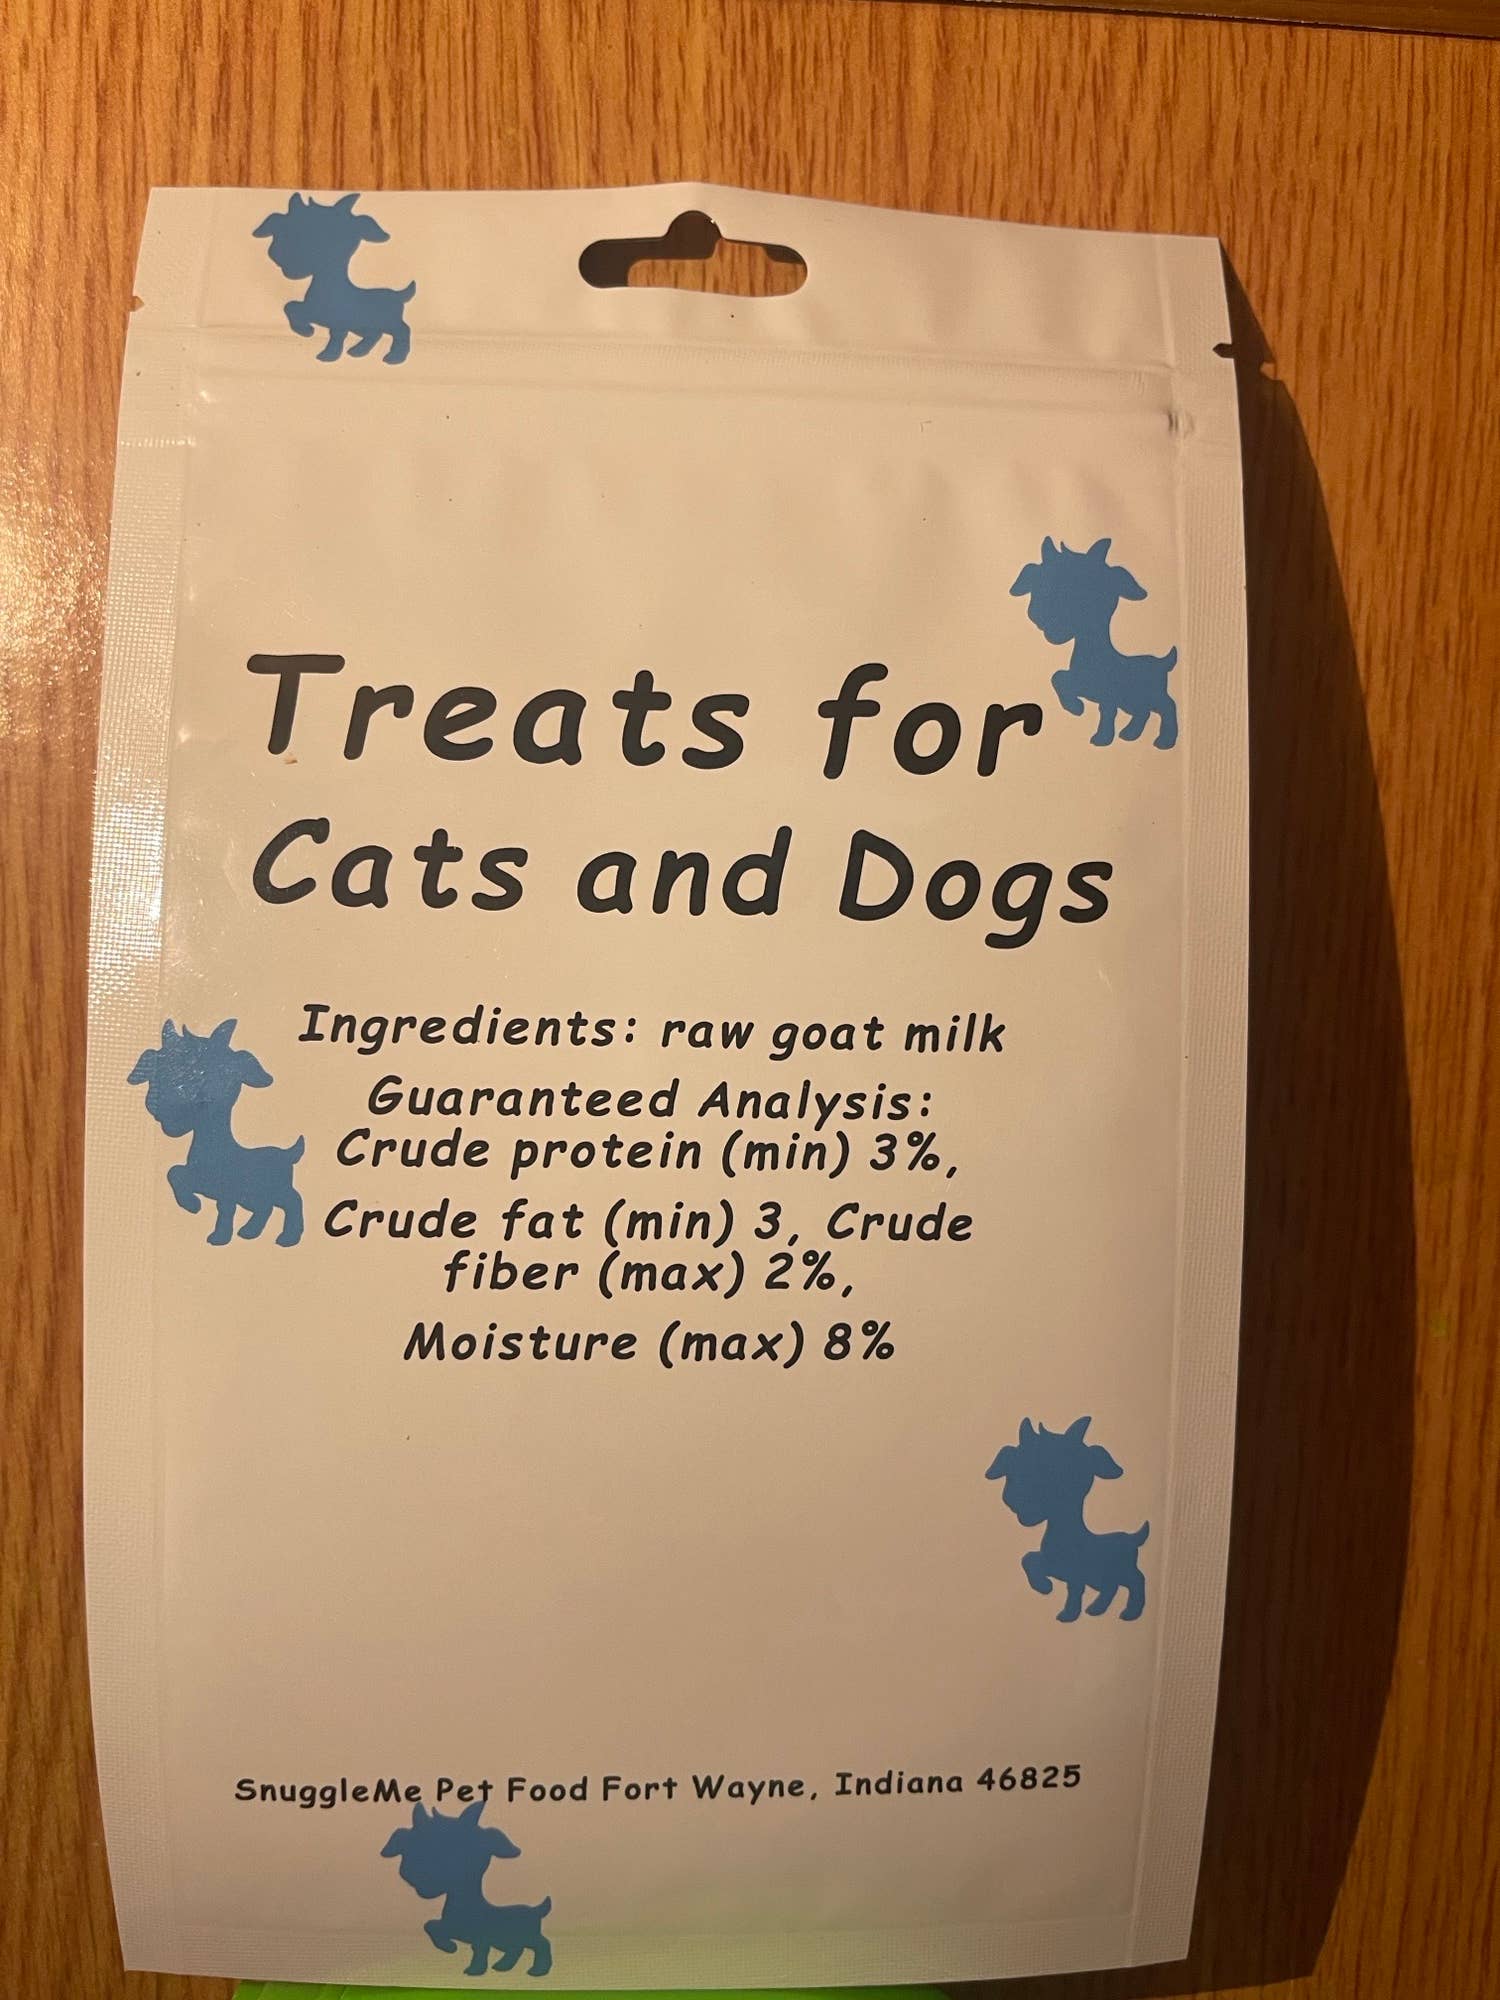 Treats for
Cats and Dogs
Ingredients: raw goat milk
Guaranteed Analysis:
Crude protein (min) 3%,
Crude fat (min) 3, Crude
fiber (max) 2%,
Moisture (max) 8%
SnuggleMe Pet Food Fort Wayne, Indiana 46825